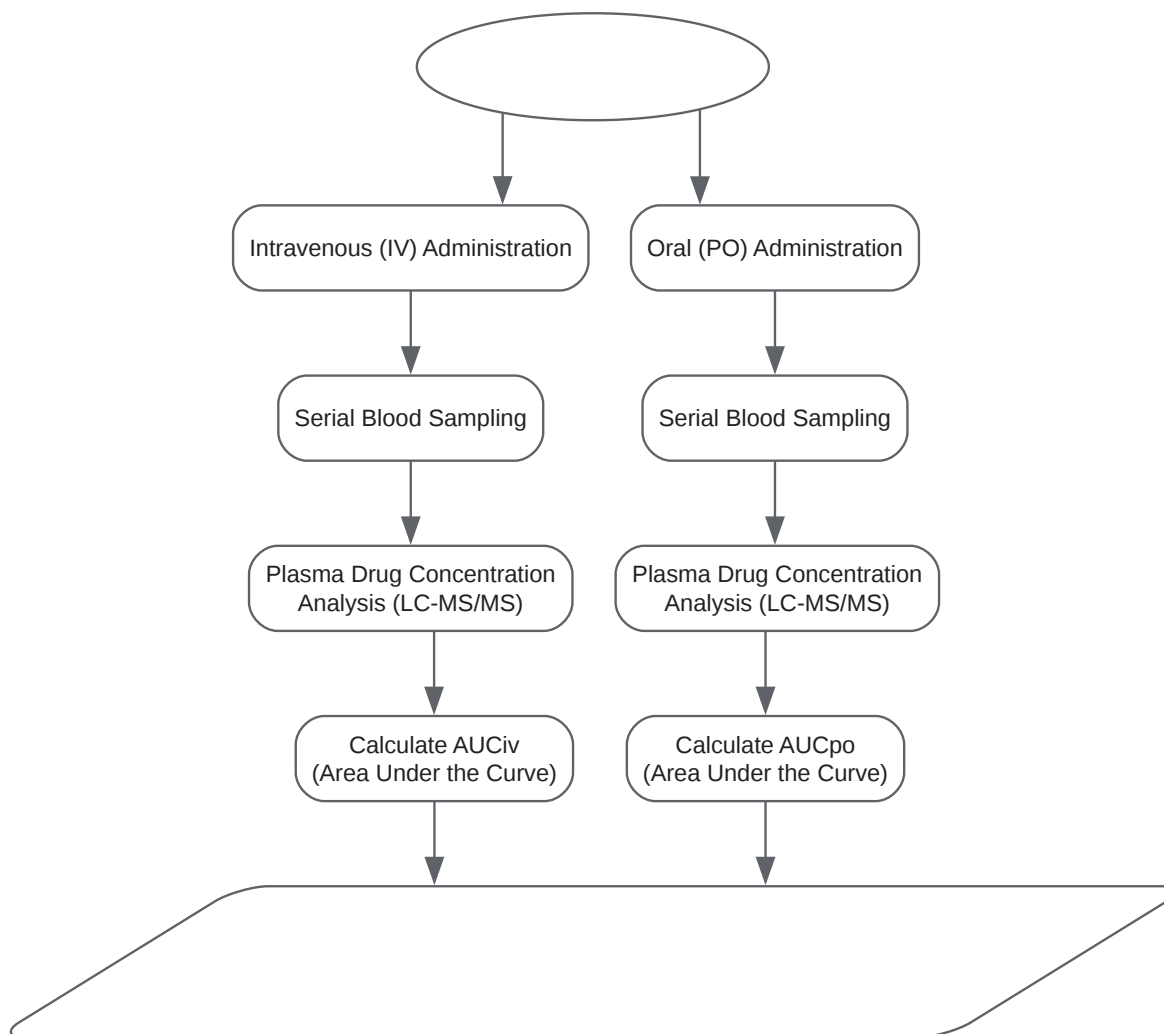 Intravenous (IV) Administration
Oral (PO) Administration
Serial Blood Sampling
Serial Blood Sampling
Plasma Drug Concentration
Analysis (LC-MS/MS)
Plasma Drug Concentration
Analysis (LC-MS/MS)
Calculate AUCiv
(Area Under the Curve)
Calculate AUCpo
(Area Under the Curve)